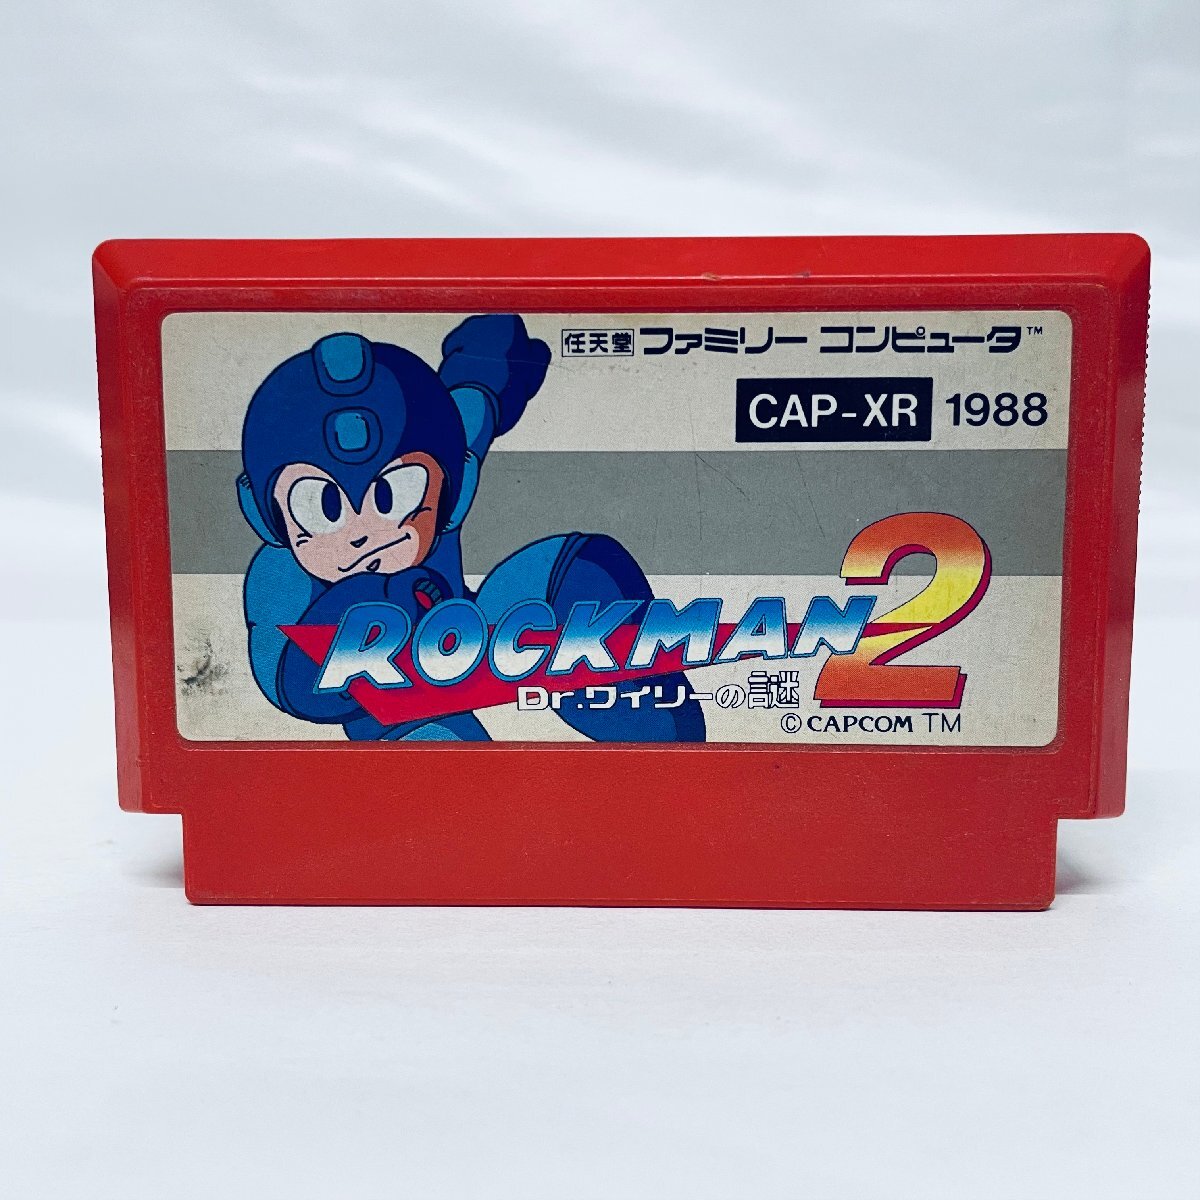 任天堂 ファミリー コンピュータ™
CAP-XR 1988
ROCKMAN 2
Dr.ワイリーの謎
© CAPCOM TM